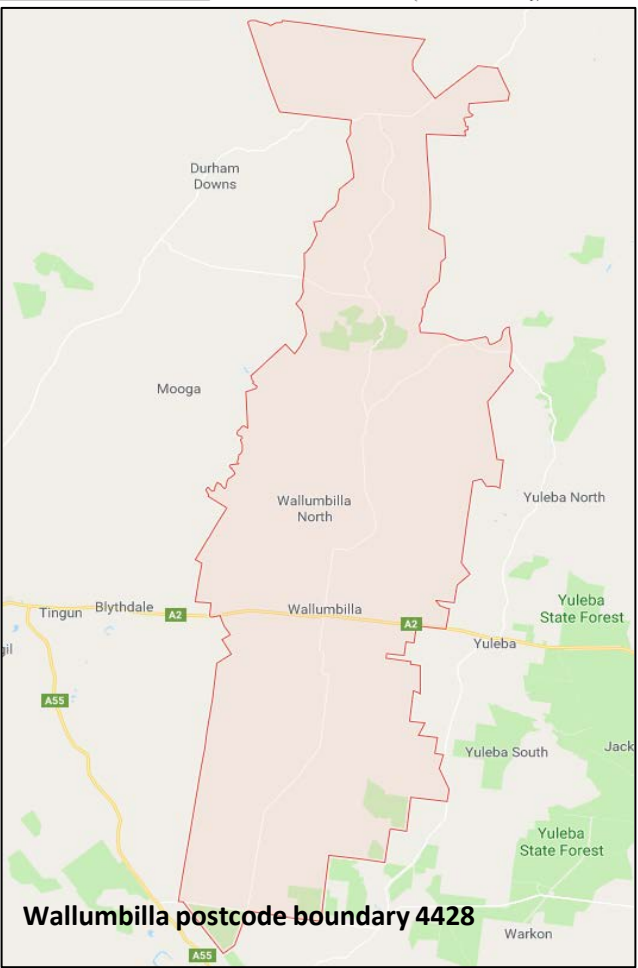 Durham
Downs
Mooga
Wallumbilla
North
Yuleba North
Tingun
Blythdale
A2
Wallumbilla
A2
Yuleba
State Forest
Yuleba
gil
A55
Yuleba South
Jack
Yuleba
State Forest
Wallumbilla postcode boundary 4428
Warkon
A55